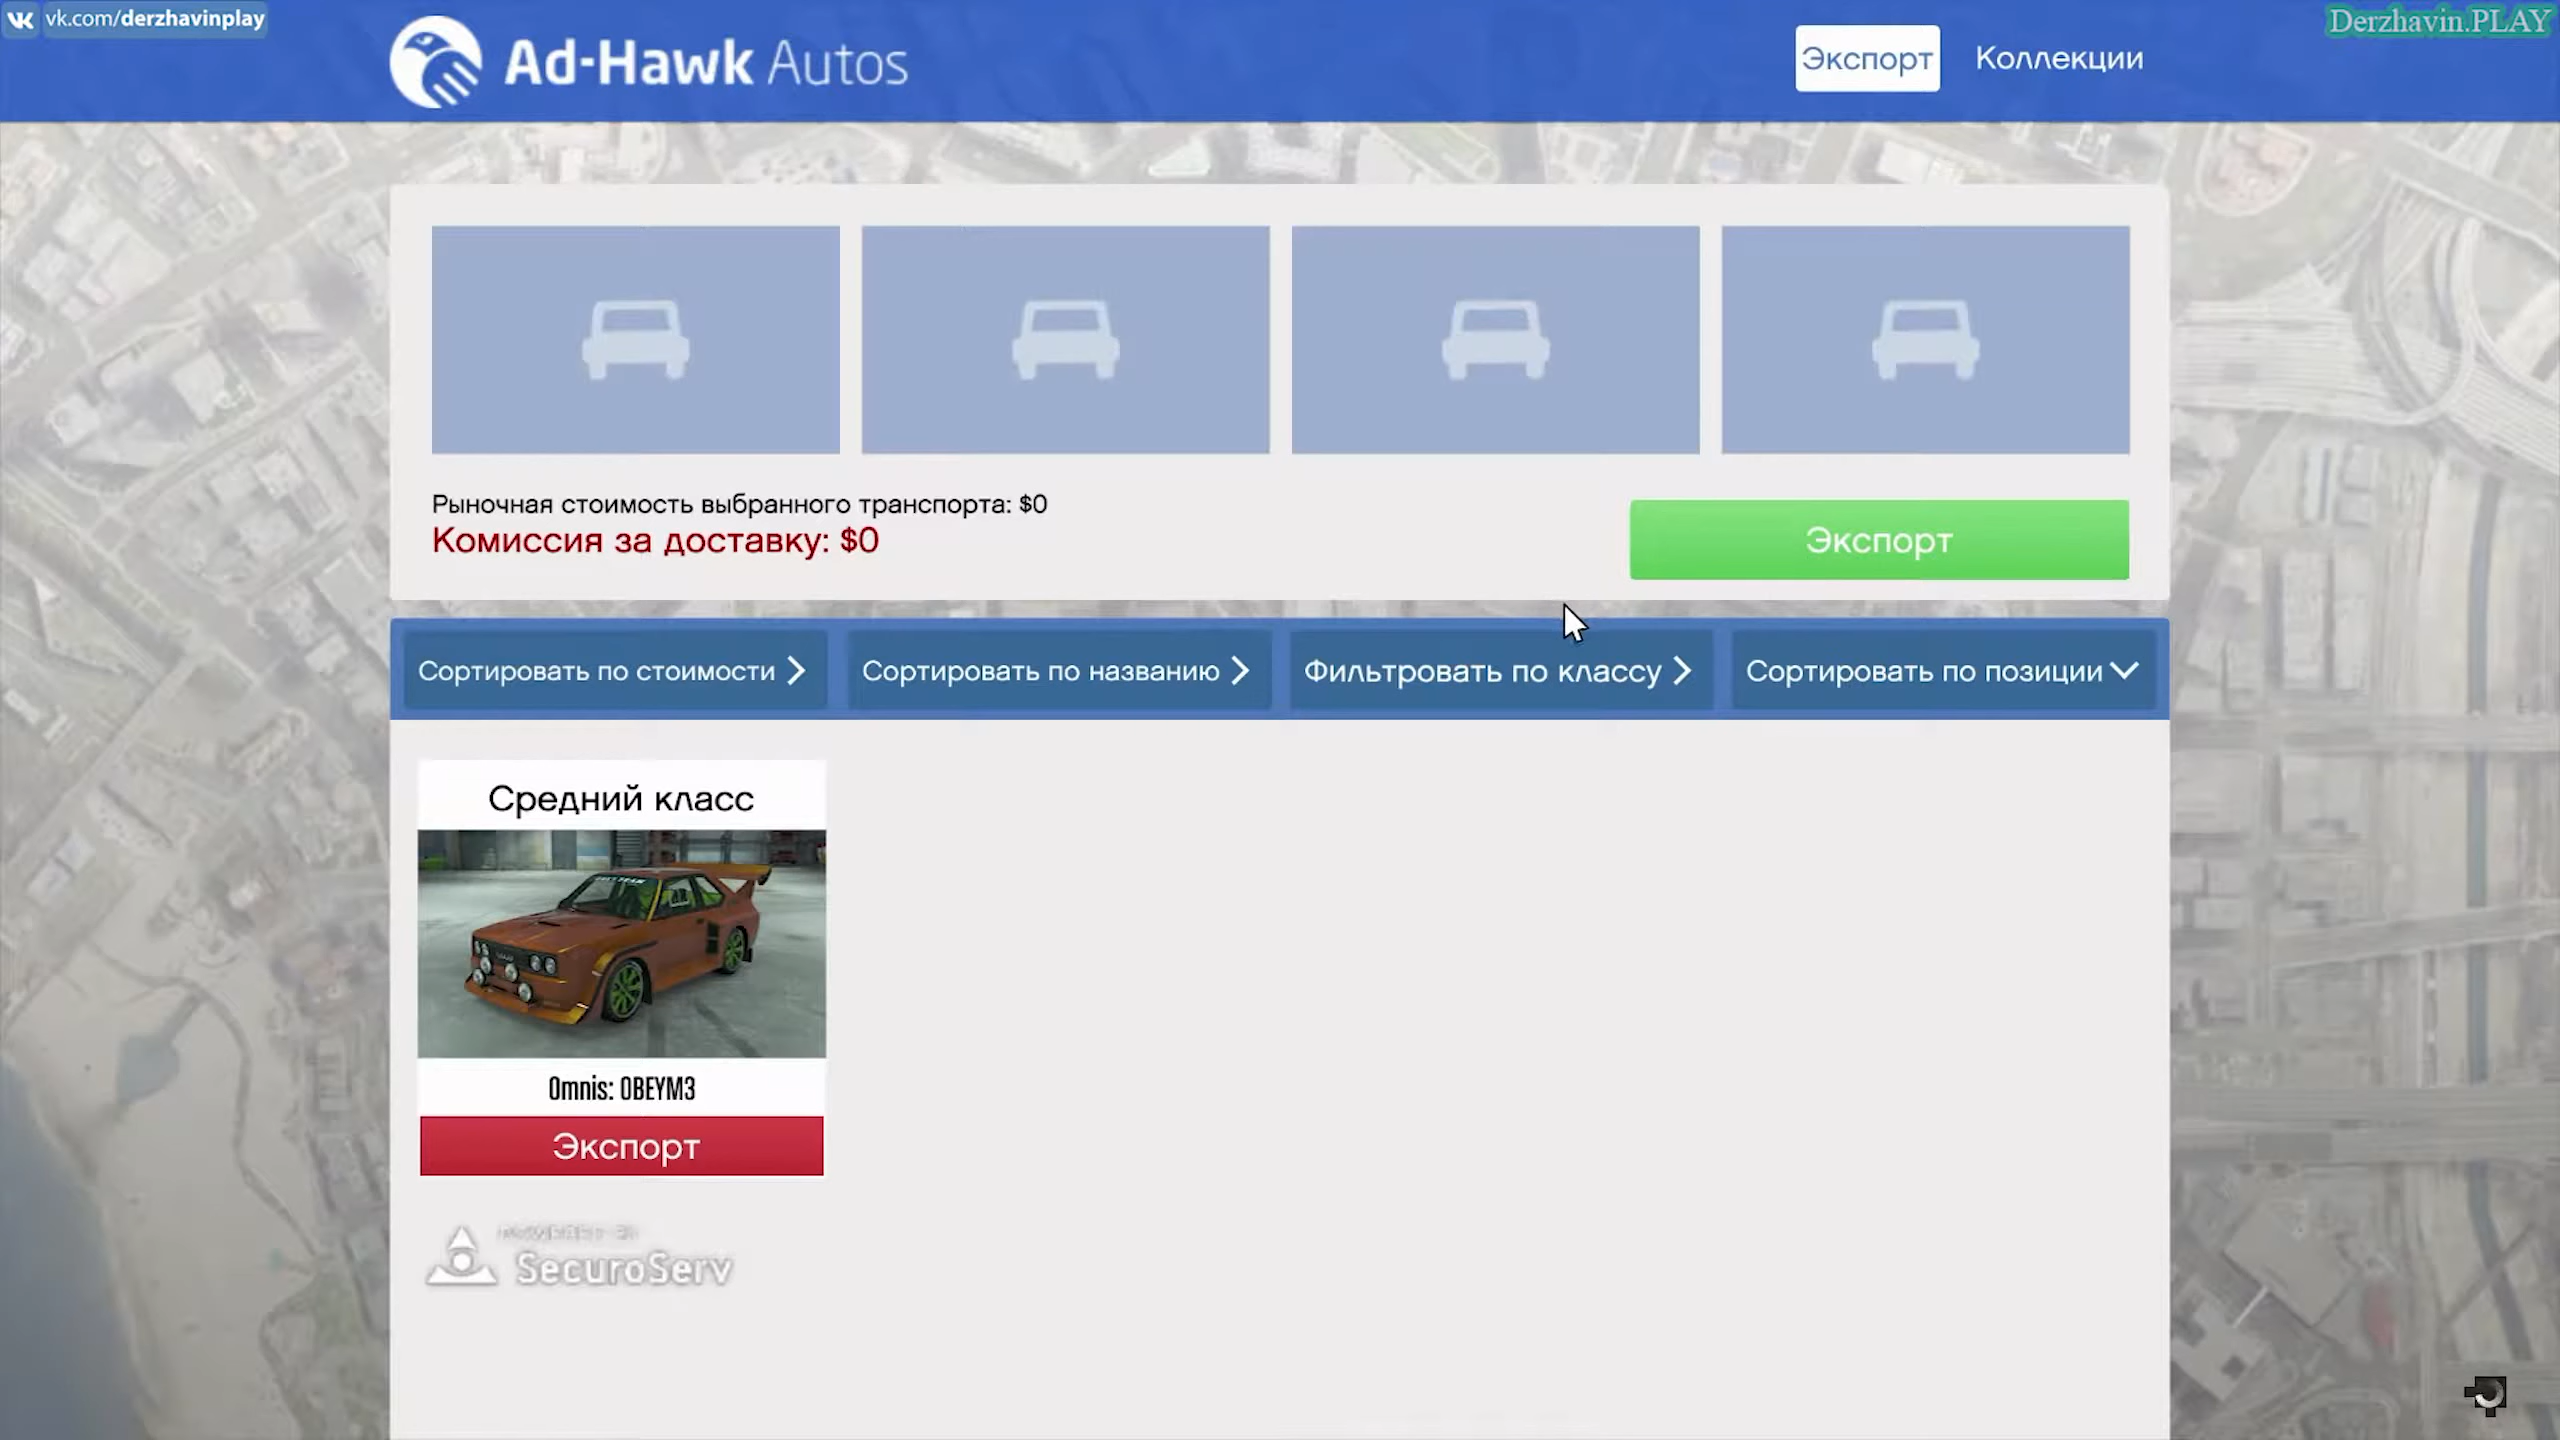 vk.com/derzhavinplay
Derzhavin.PLAY
Ad-Hawk Autos
Экспорт
Коллекции
Рыночная стоимость выбранного транспорта: $0
Комиссия за доставку: $0
Экспорт
Сортировать по стоимости
Сортировать по названию
Фильтровать по классу
Сортировать по позиции
Средний класс
Omnis: OBEYM3
Экспорт
SecuroServ